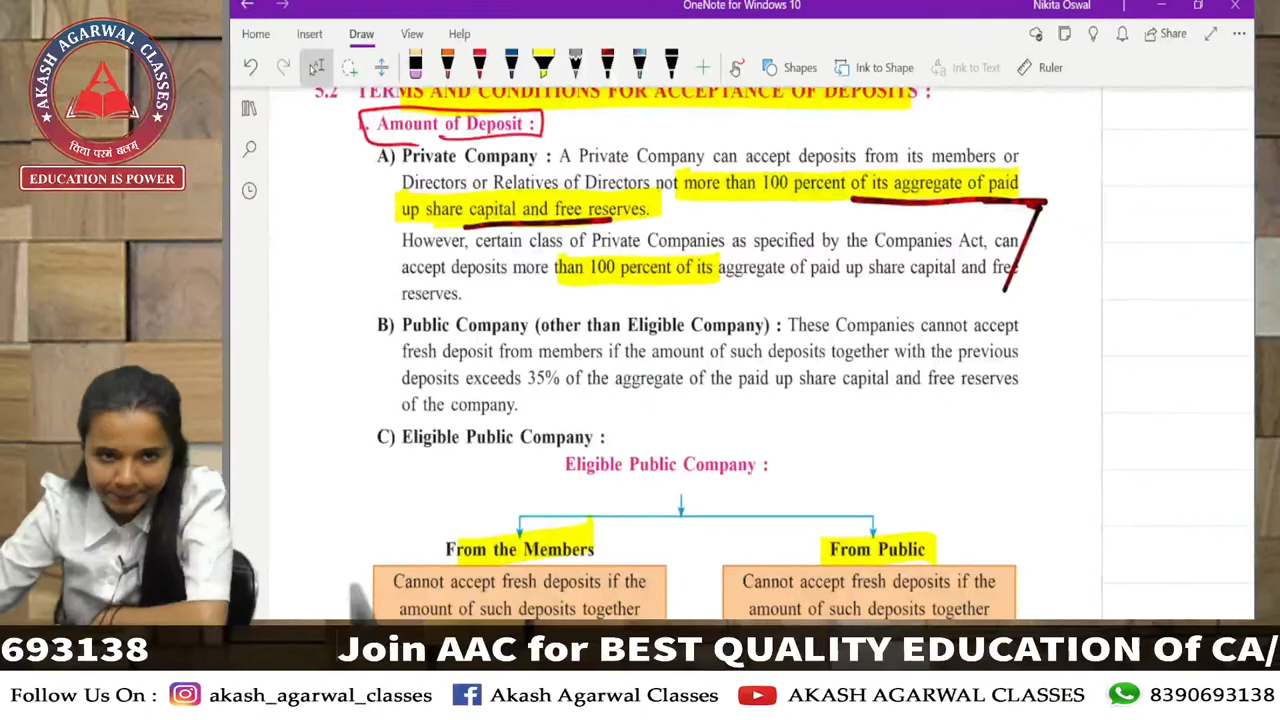 OneNote for Windows 10
Nikita Oswal
Home Insert Draw View Help
Share
Shapes
Ink to Shape
Ink to Text
Ruler
AKASH AGARWAL CLASSES
विद्या परमं बलम्
EDUCATION IS POWER
5.2 TERMS AND CONDITIONS FOR ACCEPTANCE OF DEPOSITS :
Amount of Deposit :
A) Private Company : A Private Company can accept deposits from its members or
Directors or Relatives of Directors not more than 100 percent of its aggregate of paid
up share capital and free reserves.
However, certain class of Private Companies as specified by the Companies Act, can
accept deposits more than 100 percent of its aggregate of paid up share capital and free
reserves.
B) Public Company (other than Eligible Company) : These Companies cannot accept
fresh deposit from members if the amount of such deposits together with the previous
deposits exceeds 35% of the aggregate of the paid up share capital and free reserves
of the company.
C) Eligible Public Company :
Eligible Public Company :
From the Members
From Public
Cannot accept fresh deposits if the
amount of such deposits together
Cannot accept fresh deposits if the
amount of such deposits together
693138 Join AAC for BEST QUALITY EDUCATION Of CA/
Follow Us On : akash_agarwal_classes Akash Agarwal Classes AKASH AGARWAL CLASSES 8390693138